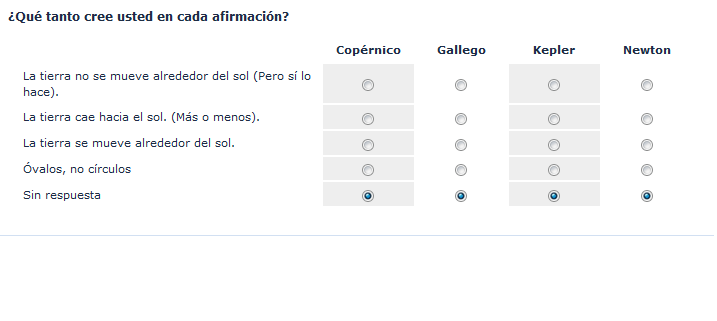 ¿Qué tanto cree usted en cada afirmación?
Copérnico Gallego Kepler Newton
La tierra no se mueve alrededor del sol (Pero sí lo
hace).
La tierra cae hacia el sol. (Más o menos).
La tierra se mueve alrededor del sol.
Óvalos, no círculos
Sin respuesta